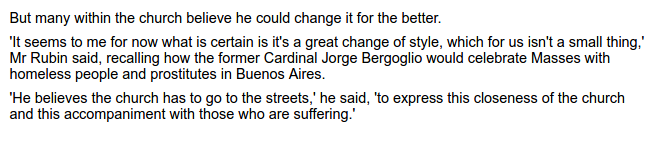 But many within the church believe he could change it for the better.
'It seems to me for now what is certain is it's a great change of style, which for us isn't a small thing,'
Mr Rubin said, recalling how the former Cardinal Jorge Bergoglio would celebrate Masses with
homeless people and prostitutes in Buenos Aires.
'He believes the church has to go to the streets,' he said, 'to express this closeness of the church
and this accompaniment with those who are suffering.'